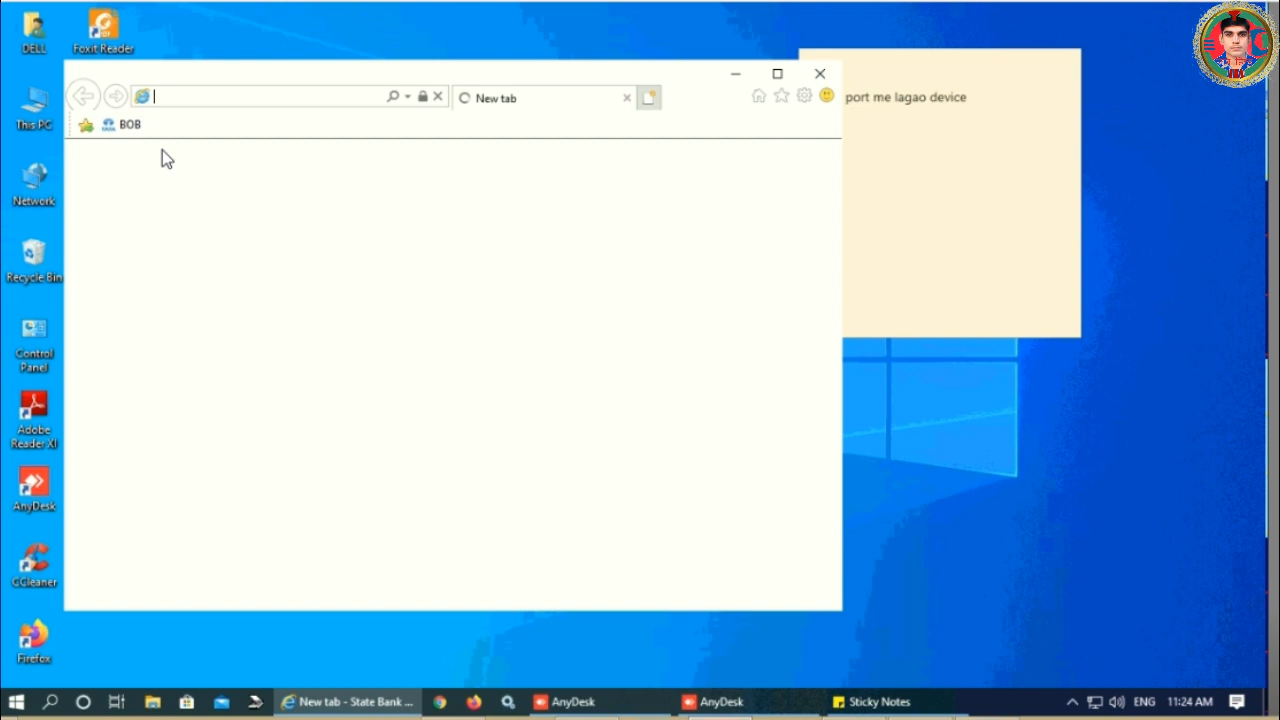 DELL
Foxit Reader
This PC
Network
Recycle Bin
Control
Panel
Adobe
Reader XI
AnyDesk
CCleaner
Firefox
New tab
BOB
port me lagao device
New tab - State Bank ...
AnyDesk
AnyDesk
Sticky Notes
ENG
11:24 AM